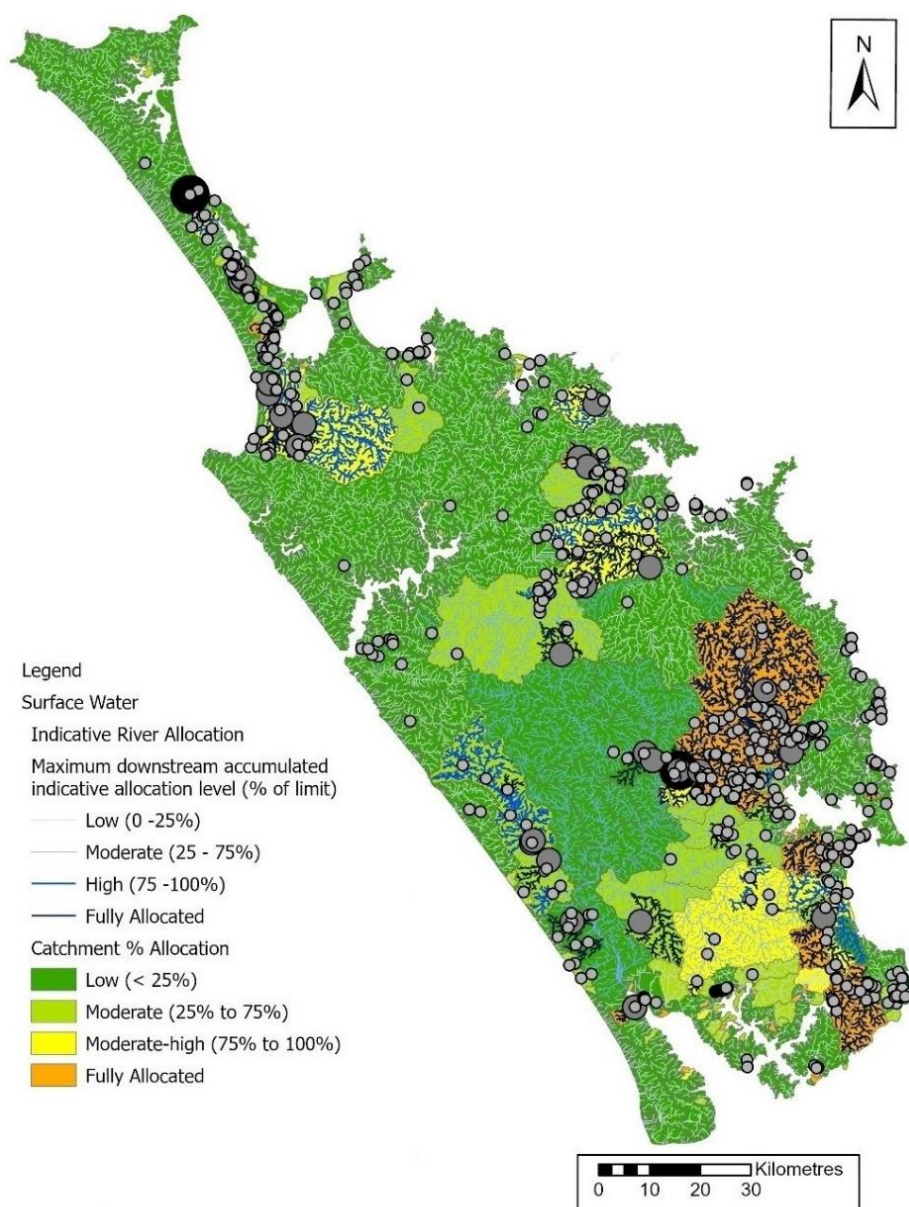 N
Legend
Surface Water
Indicative River Allocation
Maximum downstream accumulated
indicative allocation level (% of limit)
Low (0 -25%)
Moderate (25 - 75%)
High (75 -100%)
Fully Allocated
Catchment % Allocation
Low (< 25%)
Moderate (25% to 75%)
Moderate-high (75% to 100%)
Fully Allocated
Kilometres
0 10 20 30